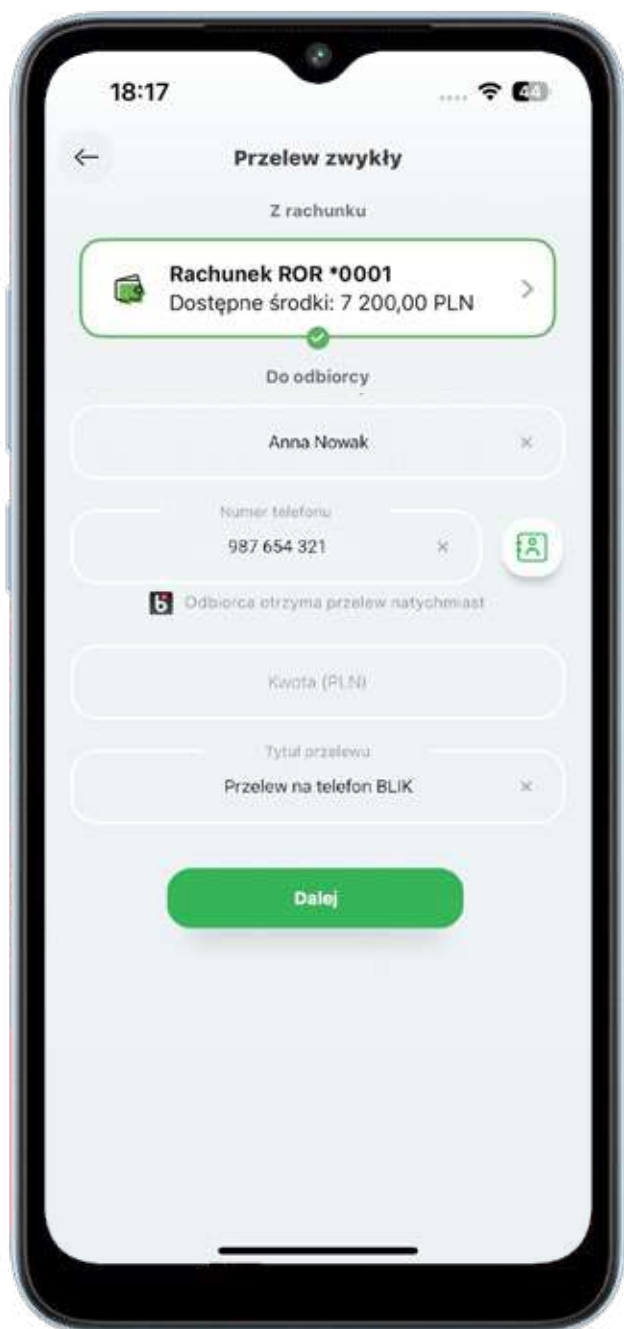 18:17
44
Przelew zwykły
Z rachunku
Rachunek ROR *0001
Dostępne środki: 7 200,00 PLN
Do odbiorcy
Anna Nowak
Numer telefonu
987 654 321
Odbiorca otrzyma przelew natychmiast
Kwota (PLN)
Tytuł przelewu
Przelew na telefon BLIK
Dalej